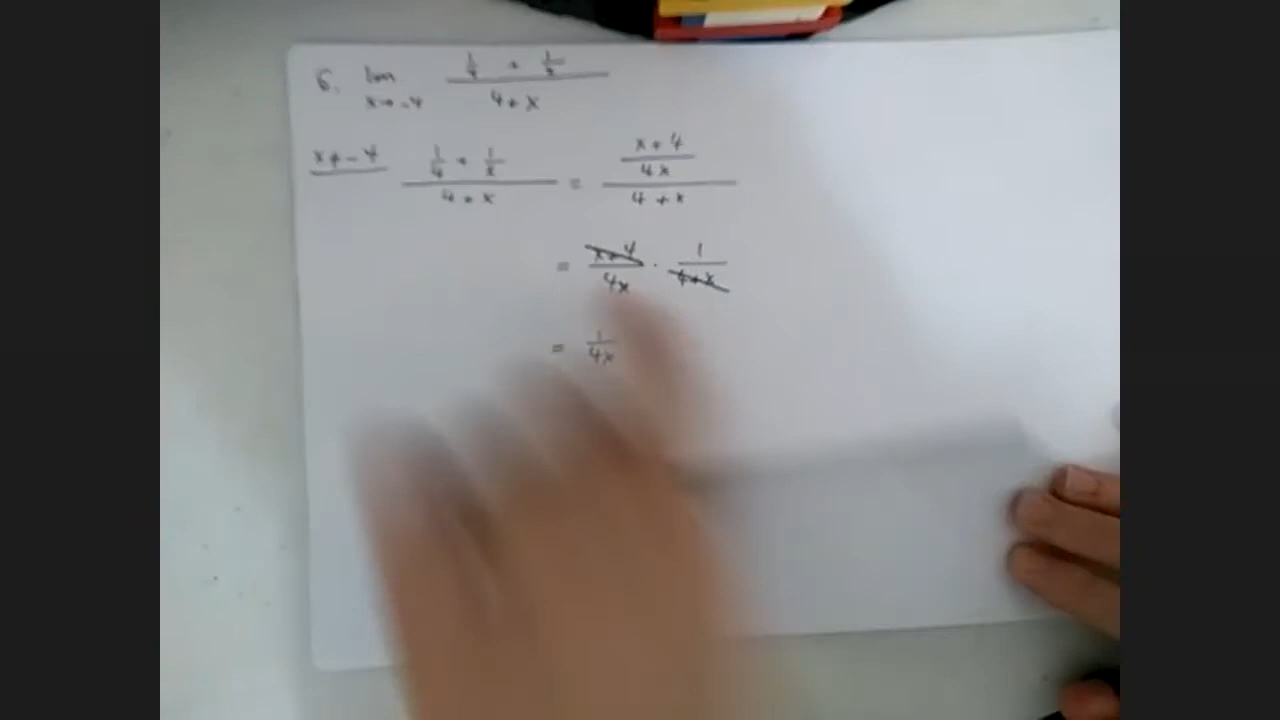 6. lim (1/4 + 1/x)/(4 + x)
x → -4
x ≠ -4 (1/4 + 1/x)/(4 + x) = ((x + 4)/(4x))/(4 + x)
= (x + 4)/(4x) · 1/(4 + x)
= 1/(4x)